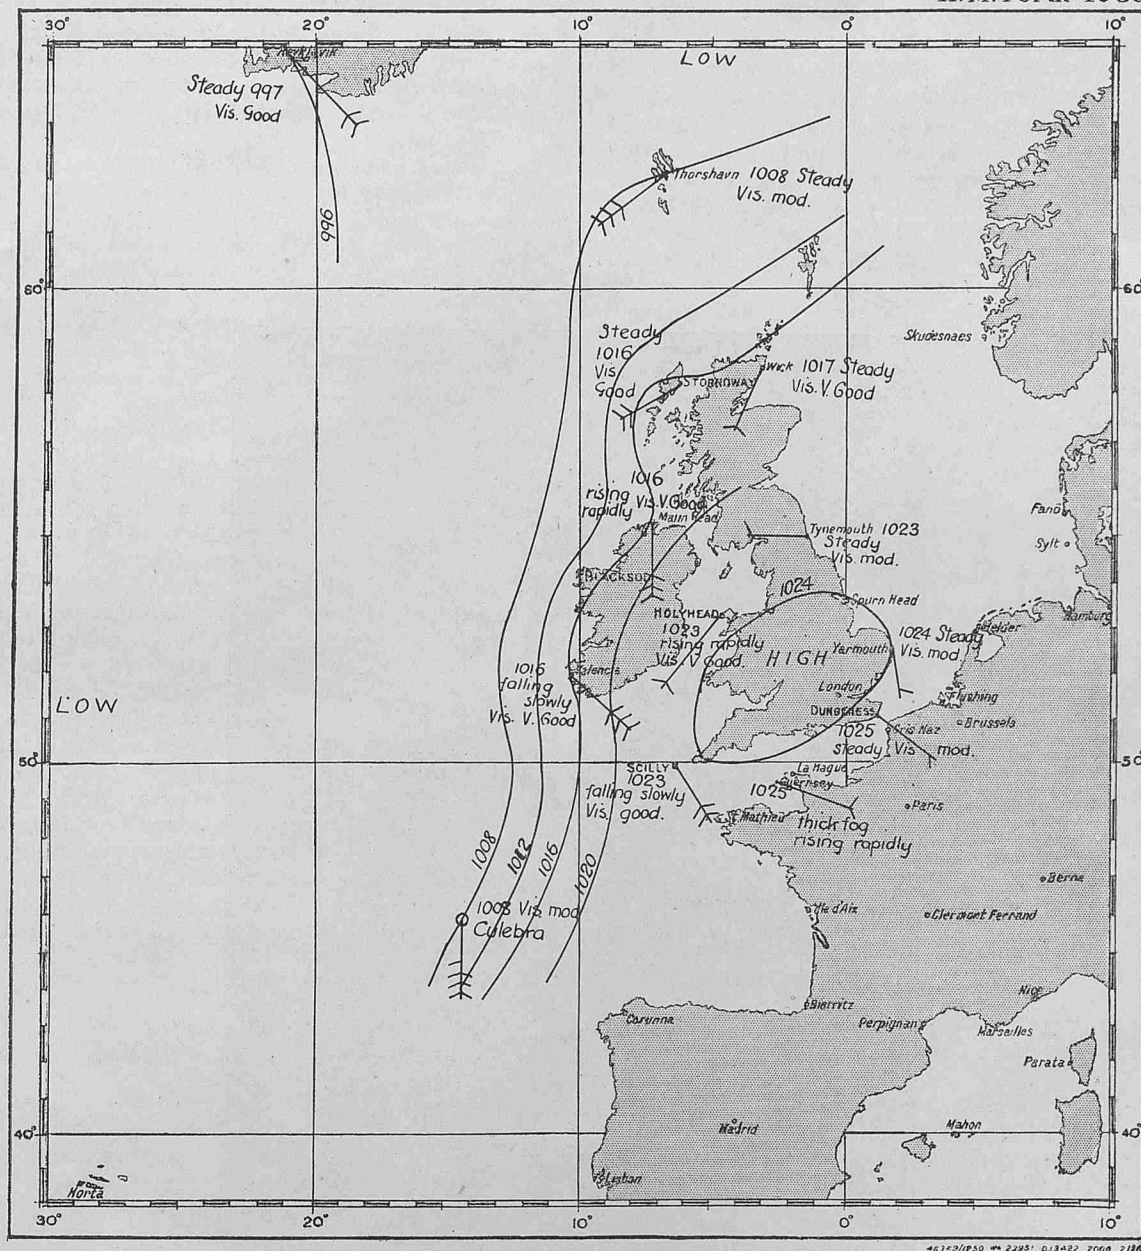 30°
20°
10°
0°
10°
Reykjavik
LOW
Steady 997
Vis. Good
996
Thorshavn 1008 Steady
Vis. mod.
60°
60°
Steady
1016
Vis
Good
Skudesnaes
STORNOWAY
Wick 1017 Steady
Vis. V. Good
1016
rising
rapidly
Vis. V. Good
Malin Head
Fanö
Sylt
Tynemouth 1023
Steady
Vis. mod.
Blacksod
1024
Spurn Head
Hamburg
HOLYHEAD
1023
rising rapidly
Vis. V. Good.
HIGH
Yarmouth
1024 Steady
Vis. mod
Helder
Valencia
1016
falling
slowly
Vis. V. Good
LOW
London
DUNGENESS
Flushing
Brussels
Gris Naz
1025
Steady Vis mod.
50°
50°
SCILLY
1023
falling slowly
Vis. good.
La Hague
Guernsey
1025
thick fog
rising rapidly
Paris
St Mathieu
1008
1012
1016
1020
Berne
1008 Vis mod
Culebra
Ile d'Aix
Clermont Ferrand
Biarritz
Nice
Corunna
Perpignan
Marseilles
Parata
40°
40°
Madrid
Mahon
Horta
Lisbon
30°
20°
10°
0°
10°